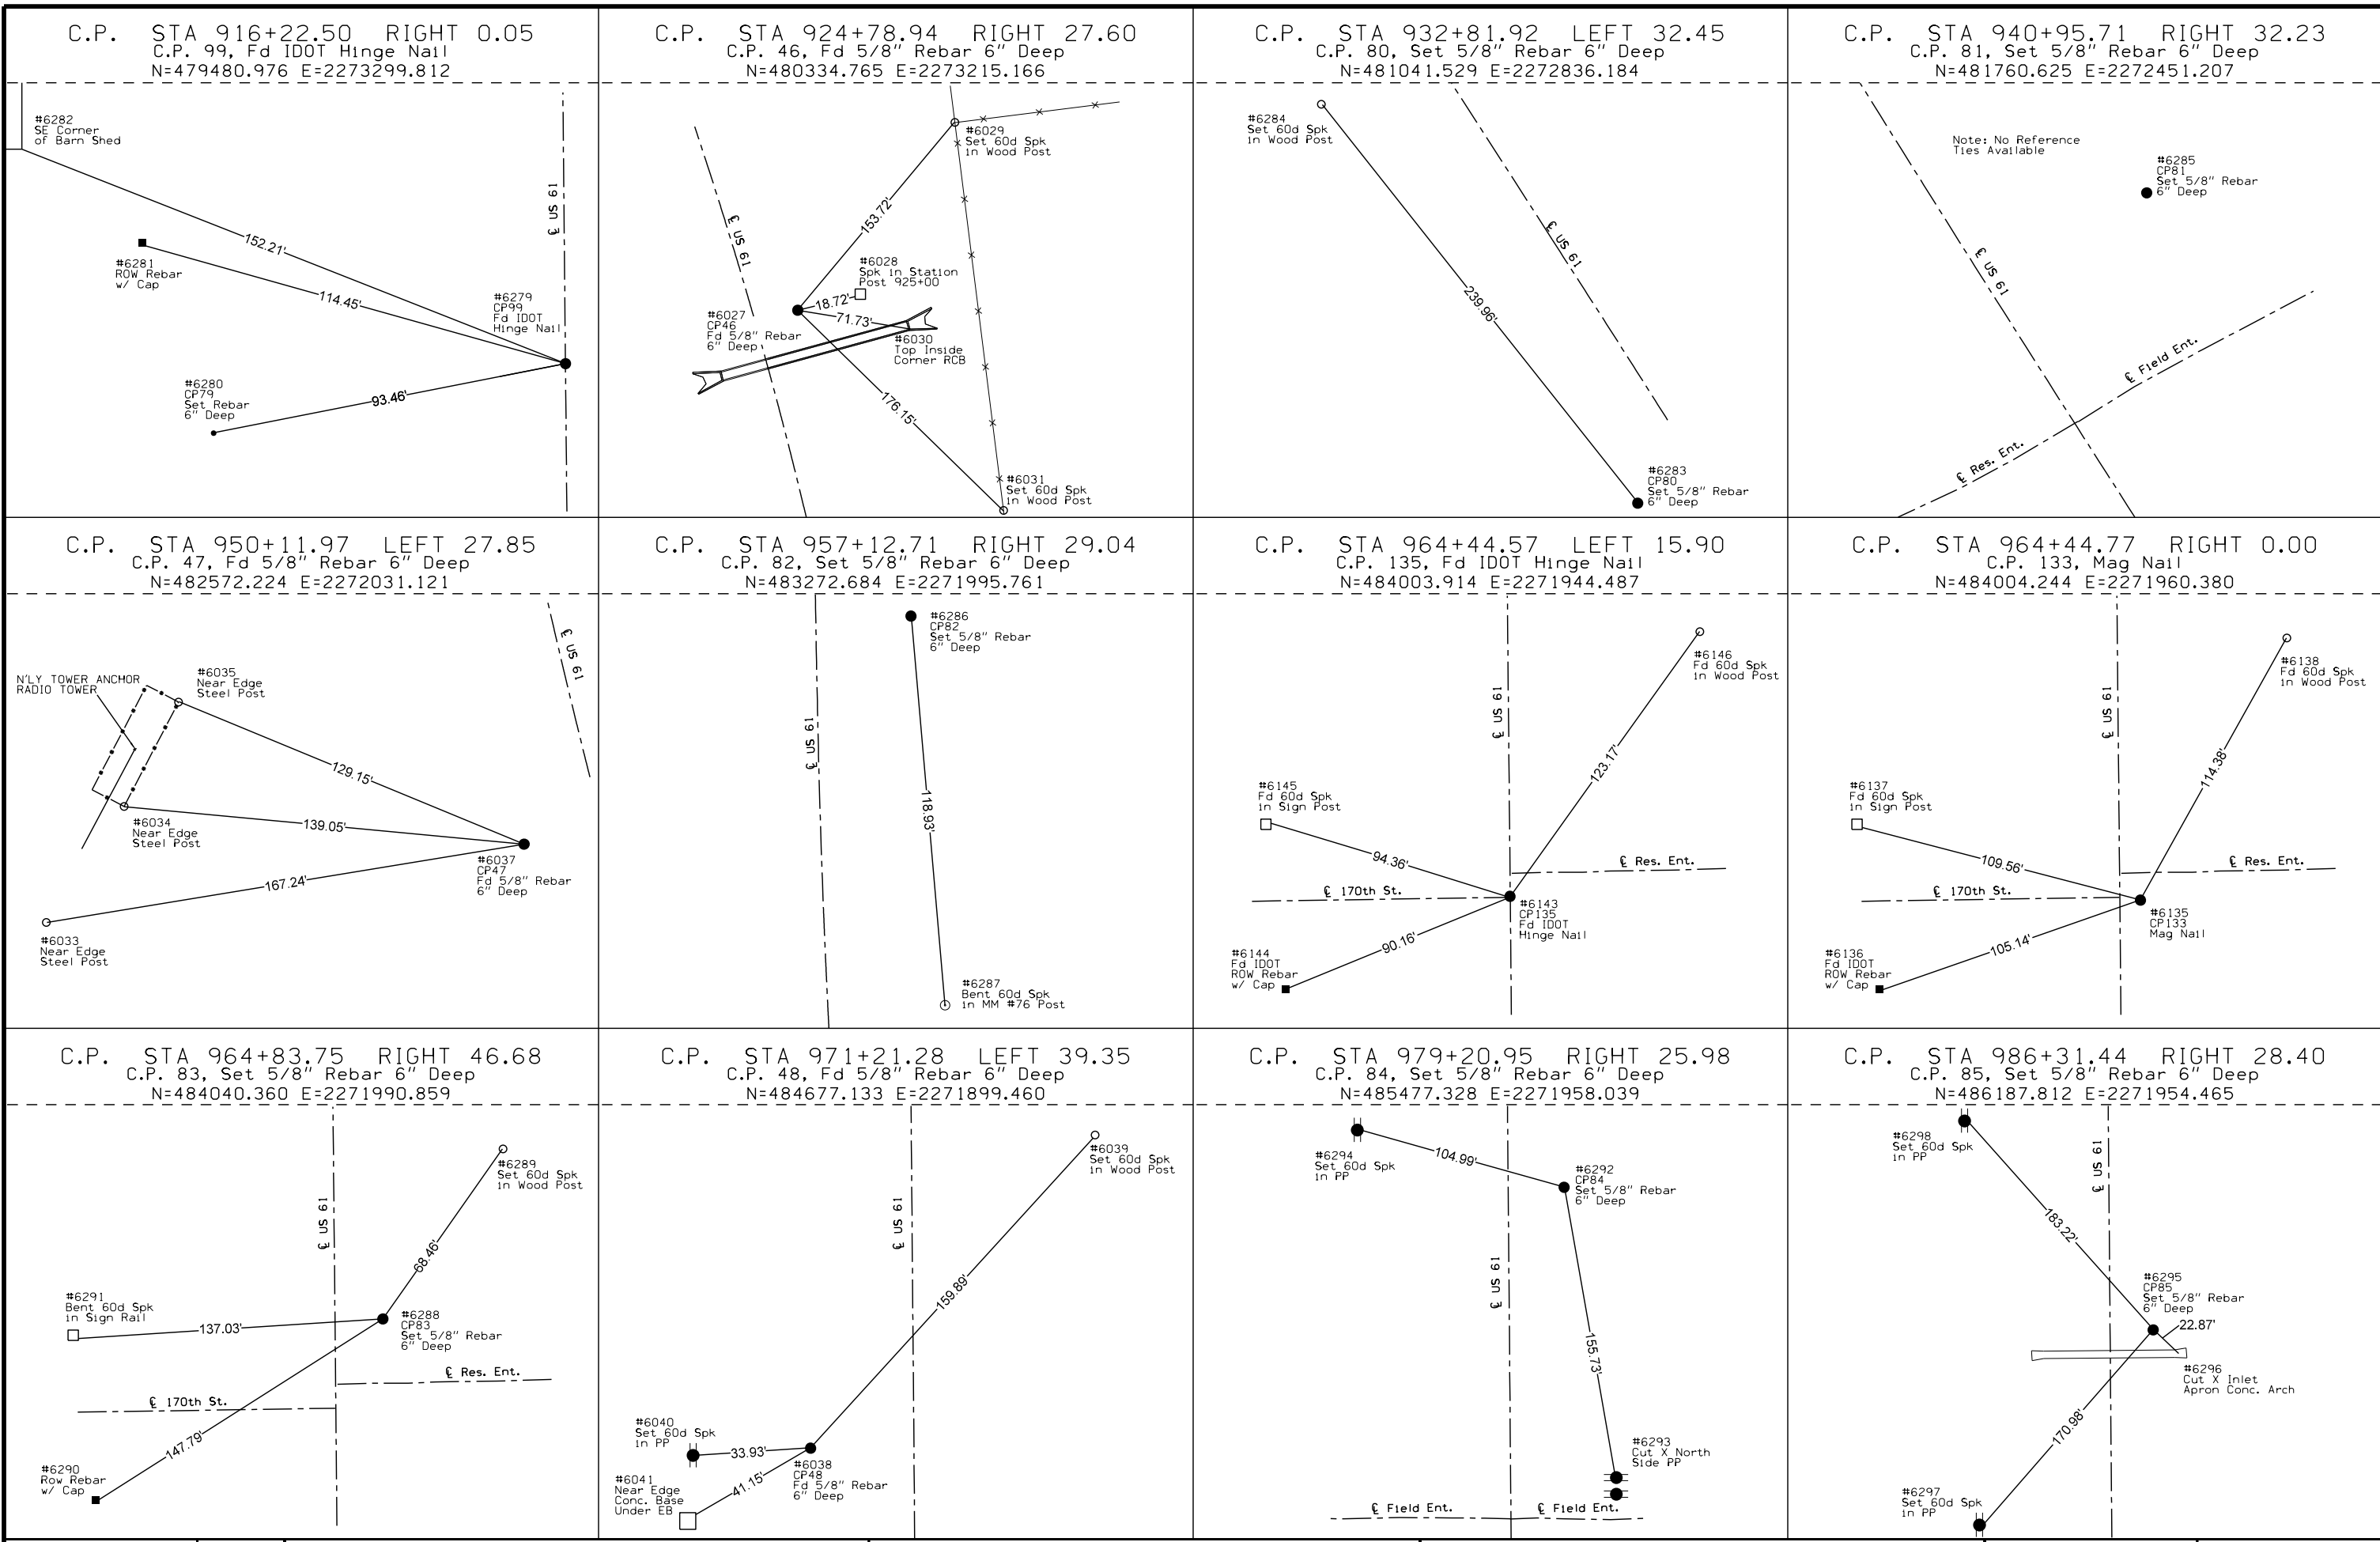 C.P. STA 916+22.50 RIGHT 0.05
C.P. 99, Fd IDOT Hinge Nail
N=479480.976 E=2273299.812
#6282
SE Corner
of Barn Shed
℄ US 61
152.21'
#6281
ROW Rebar
w/ Cap
114.45'
#6279
CP99
Fd IDOT
Hinge Nail
#6280
CP79
Set Rebar
6" Deep
93.46'
C.P. STA 924+78.94 RIGHT 27.60
C.P. 46, Fd 5/8" Rebar 6" Deep
N=480334.765 E=2273215.166
#6029
Set 60d Spk
in Wood Post
153.72'
℄ US 61
#6028
Spk in Station
Post 925+00
18.72'
71.73'
#6027
CP46
Fd 5/8" Rebar
6" Deep
#6030
Top Inside
Corner RCB
176.15'
#6031
Set 60d Spk
in Wood Post
C.P. STA 932+81.92 LEFT 32.45
C.P. 80, Set 5/8" Rebar 6" Deep
N=481041.529 E=2272836.184
#6284
Set 60d Spk
in Wood Post
℄ US 61
239.96'
#6283
CP80
Set 5/8" Rebar
6" Deep
C.P. STA 940+95.71 RIGHT 32.23
C.P. 81, Set 5/8" Rebar 6" Deep
N=481760.625 E=2272451.207
Note: No Reference
Ties Available
#6285
CP81
Set 5/8" Rebar
6" Deep
℄ US 61
℄ Field Ent.
℄ Res. Ent.
C.P. STA 950+11.97 LEFT 27.85
C.P. 47, Fd 5/8" Rebar 6" Deep
N=482572.224 E=2272031.121
℄ US 61
N'LY TOWER ANCHOR
RADIO TOWER
#6035
Near Edge
Steel Post
129.15'
#6034
Near Edge
Steel Post
139.05'
#6037
CP47
Fd 5/8" Rebar
6" Deep
167.24'
#6033
Near Edge
Steel Post
C.P. STA 957+12.71 RIGHT 29.04
C.P. 82, Set 5/8" Rebar 6" Deep
N=483272.684 E=2271995.761
#6286
CP82
Set 5/8" Rebar
6" Deep
℄ US 61
118.93'
#6287
Bent 60d Spk
in MM #76 Post
C.P. STA 964+44.57 LEFT 15.90
C.P. 135, Fd IDOT Hinge Nail
N=484003.914 E=2271944.487
#6146
Fd 60d Spk
in Wood Post
℄ US 61
123.17'
#6145
Fd 60d Spk
in Sign Post
94.36'
℄ Res. Ent.
℄ 170th St.
#6143
CP135
Fd IDOT
Hinge Nail
90.16'
#6144
Fd IDOT
ROW Rebar
w/ Cap
C.P. STA 964+44.77 RIGHT 0.00
C.P. 133, Mag Nail
N=484004.244 E=2271960.380
#6138
Fd 60d Spk
in Wood Post
℄ US 61
114.38'
#6137
Fd 60d Spk
in Sign Post
109.56'
℄ Res. Ent.
℄ 170th St.
#6135
CP133
Mag Nail
105.14'
#6136
Fd IDOT
ROW Rebar
w/ Cap
C.P. STA 964+83.75 RIGHT 46.68
C.P. 83, Set 5/8" Rebar 6" Deep
N=484040.360 E=2271990.859
#6289
Set 60d Spk
in Wood Post
℄ US 61
68.46'
#6291
Bent 60d Spk
in Sign Rail
137.03'
#6288
CP83
Set 5/8" Rebar
6" Deep
℄ Res. Ent.
℄ 170th St.
147.79'
#6290
Row Rebar
w/ Cap
C.P. STA 971+21.28 LEFT 39.35
C.P. 48, Fd 5/8" Rebar 6" Deep
N=484677.133 E=2271899.460
#6039
Set 60d Spk
in Wood Post
℄ US 61
159.89'
#6040
Set 60d Spk
in PP
33.93'
#6038
CP48
Fd 5/8" Rebar
6" Deep
41.15'
#6041
Near Edge
Conc. Base
Under EB
C.P. STA 979+20.95 RIGHT 25.98
C.P. 84, Set 5/8" Rebar 6" Deep
N=485477.328 E=2271958.039
#6294
Set 60d Spk
in PP
104.99'
#6292
CP84
Set 5/8" Rebar
6" Deep
℄ US 61
155.73'
#6293
Cut X North
Side PP
℄ Field Ent.
℄ Field Ent.
C.P. STA 986+31.44 RIGHT 28.40
C.P. 85, Set 5/8" Rebar 6" Deep
N=486187.812 E=2271954.465
#6298
Set 60d Spk
in PP
℄ US 61
183.22'
#6295
CP85
Set 5/8" Rebar
6" Deep
22.87'
#6296
Cut X Inlet
Apron Conc. Arch
170.98'
#6297
Set 60d Spk
in PP